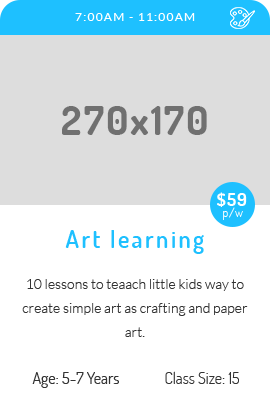 7:00AM - 11:00AM
270x170
$59
p/w
Art learning
10 lessons to teaach little kids way to
create simple art as crafting and paper
art.
Age: 5-7 Years Class Size: 15